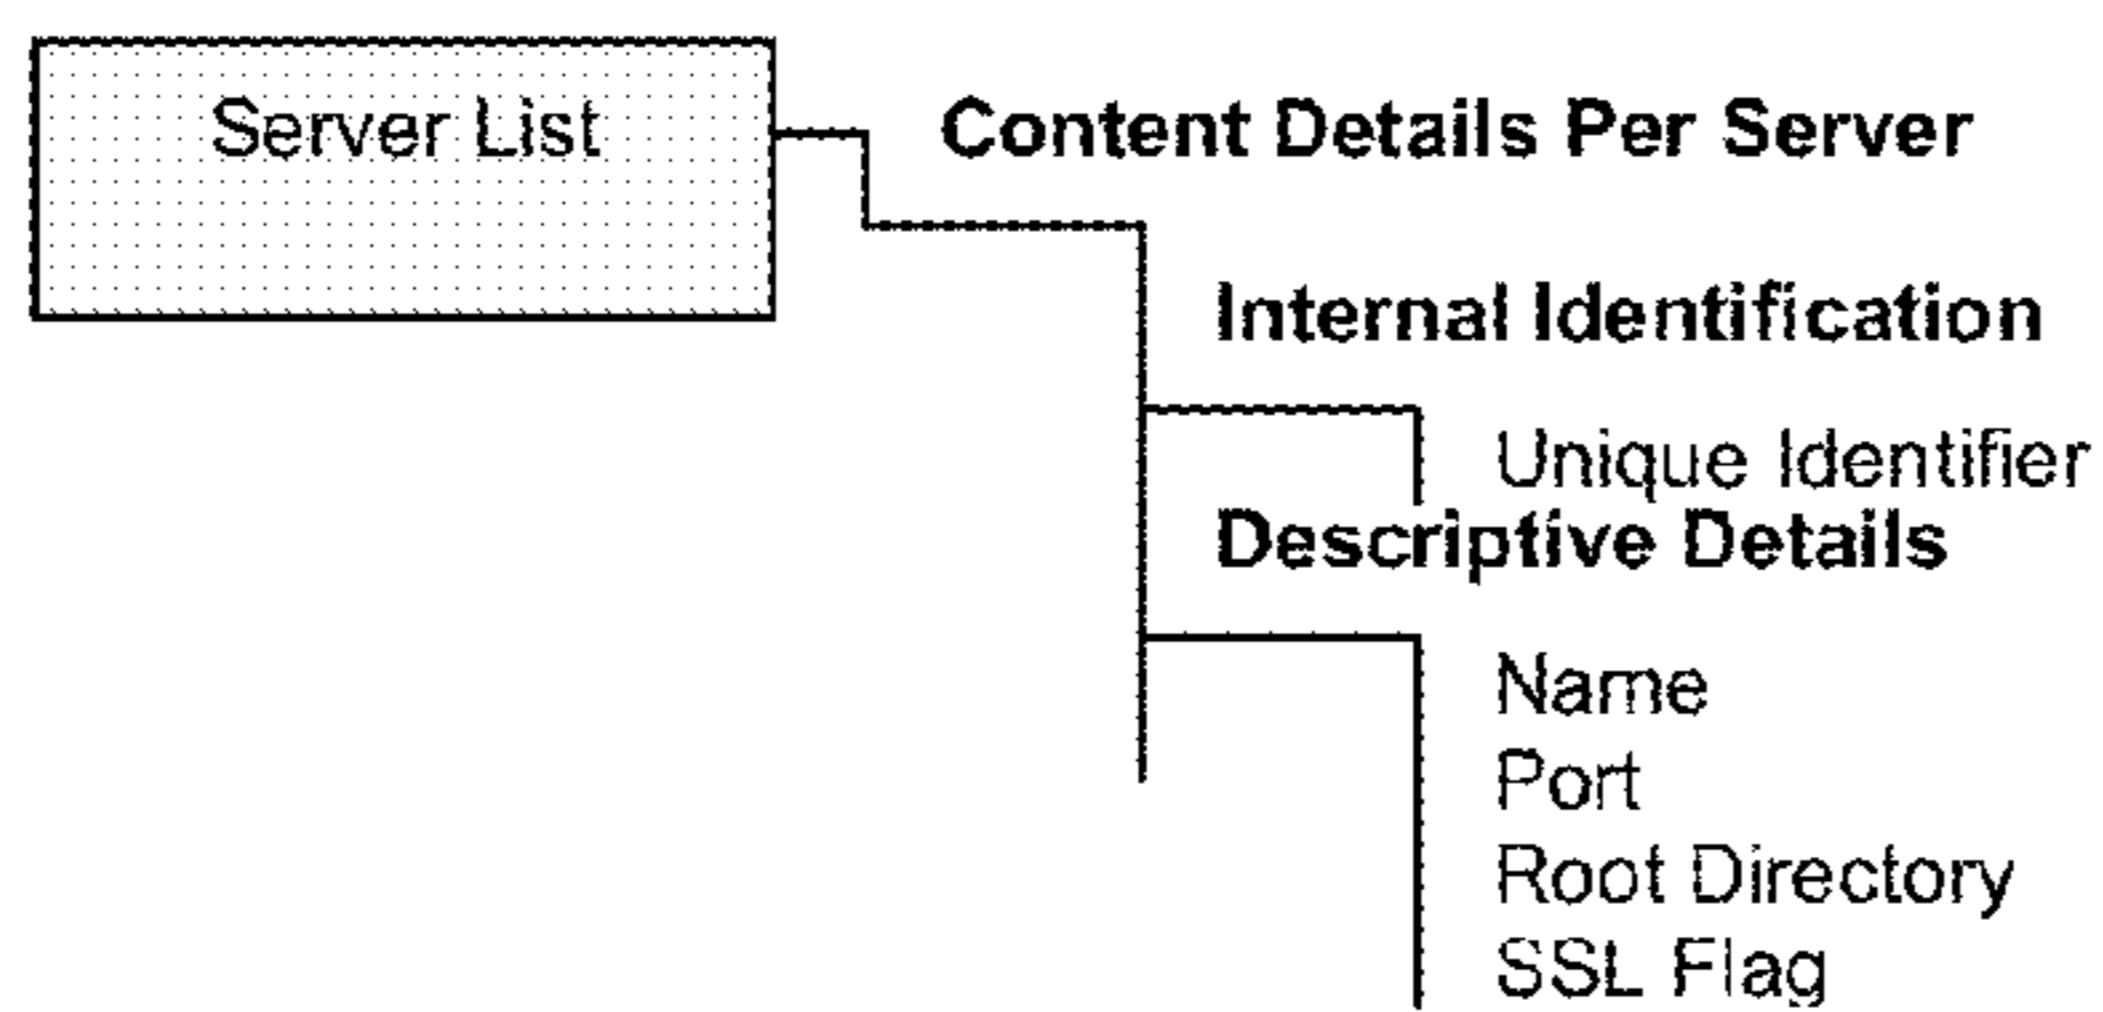 Server List
Content Details Per Server
Internal Identification
Unique Identifier
Descriptive Details
Name
Port
Root Directory
SSL Flag